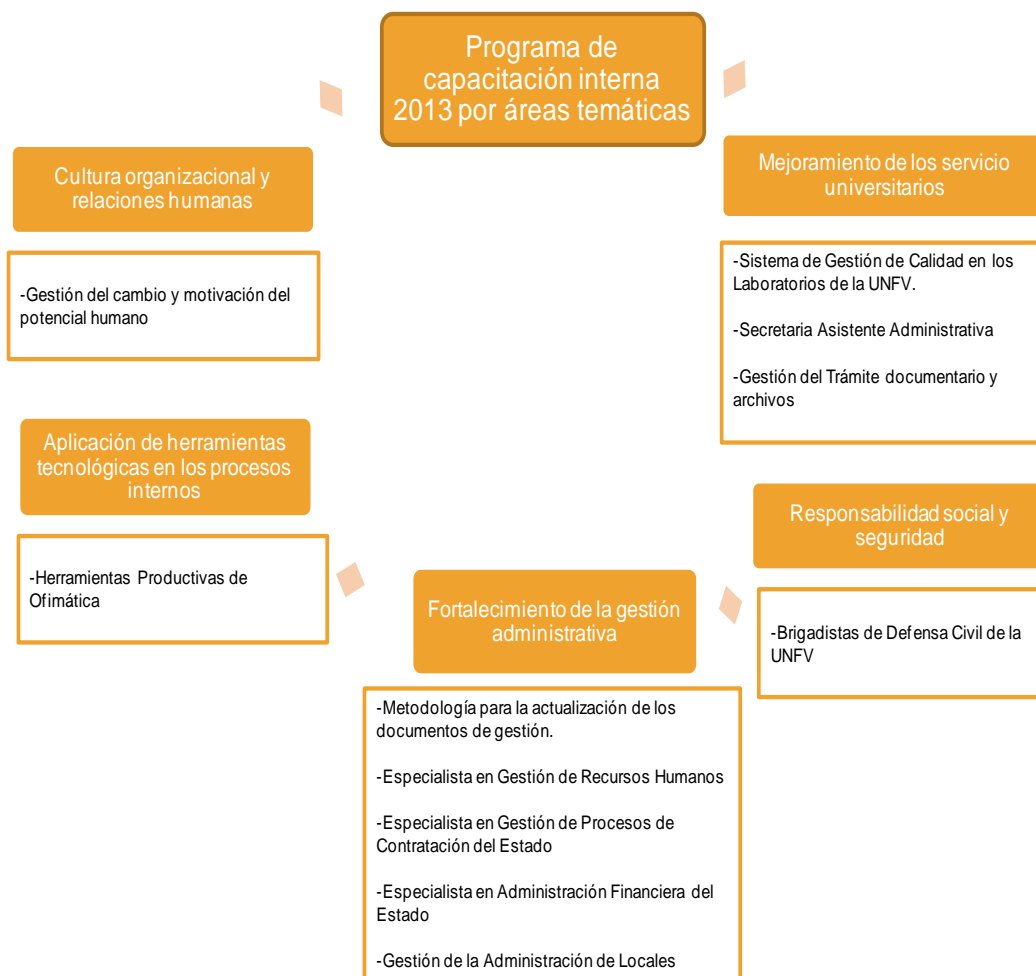 Programa de
capacitación interna
2013 por áreas temáticas
Cultura organizacional y
relaciones humanas
-Gestión del cambio y motivación del
potencial humano
Mejoramiento de los servicio
universitarios
-Sistema de Gestión de Calidad en los
Laboratorios de la UNFV.
-Secretaria Asistente Administrativa
-Gestión del Trámite documentario y
archivos
Aplicación de herramientas
tecnológicas en los procesos
internos
-Herramientas Productivas de
Ofimática
Responsabilidad social y
seguridad
-Brigadistas de Defensa Civil de la
UNFV
Fortalecimiento de la gestión
administrativa
-Metodología para la actualización de los
documentos de gestión.
-Especialista en Gestión de Recursos Humanos
-Especialista en Gestión de Procesos de
Contratación del Estado
-Especialista en Administración Financiera del
Estado
-Gestión de la Administración de Locales